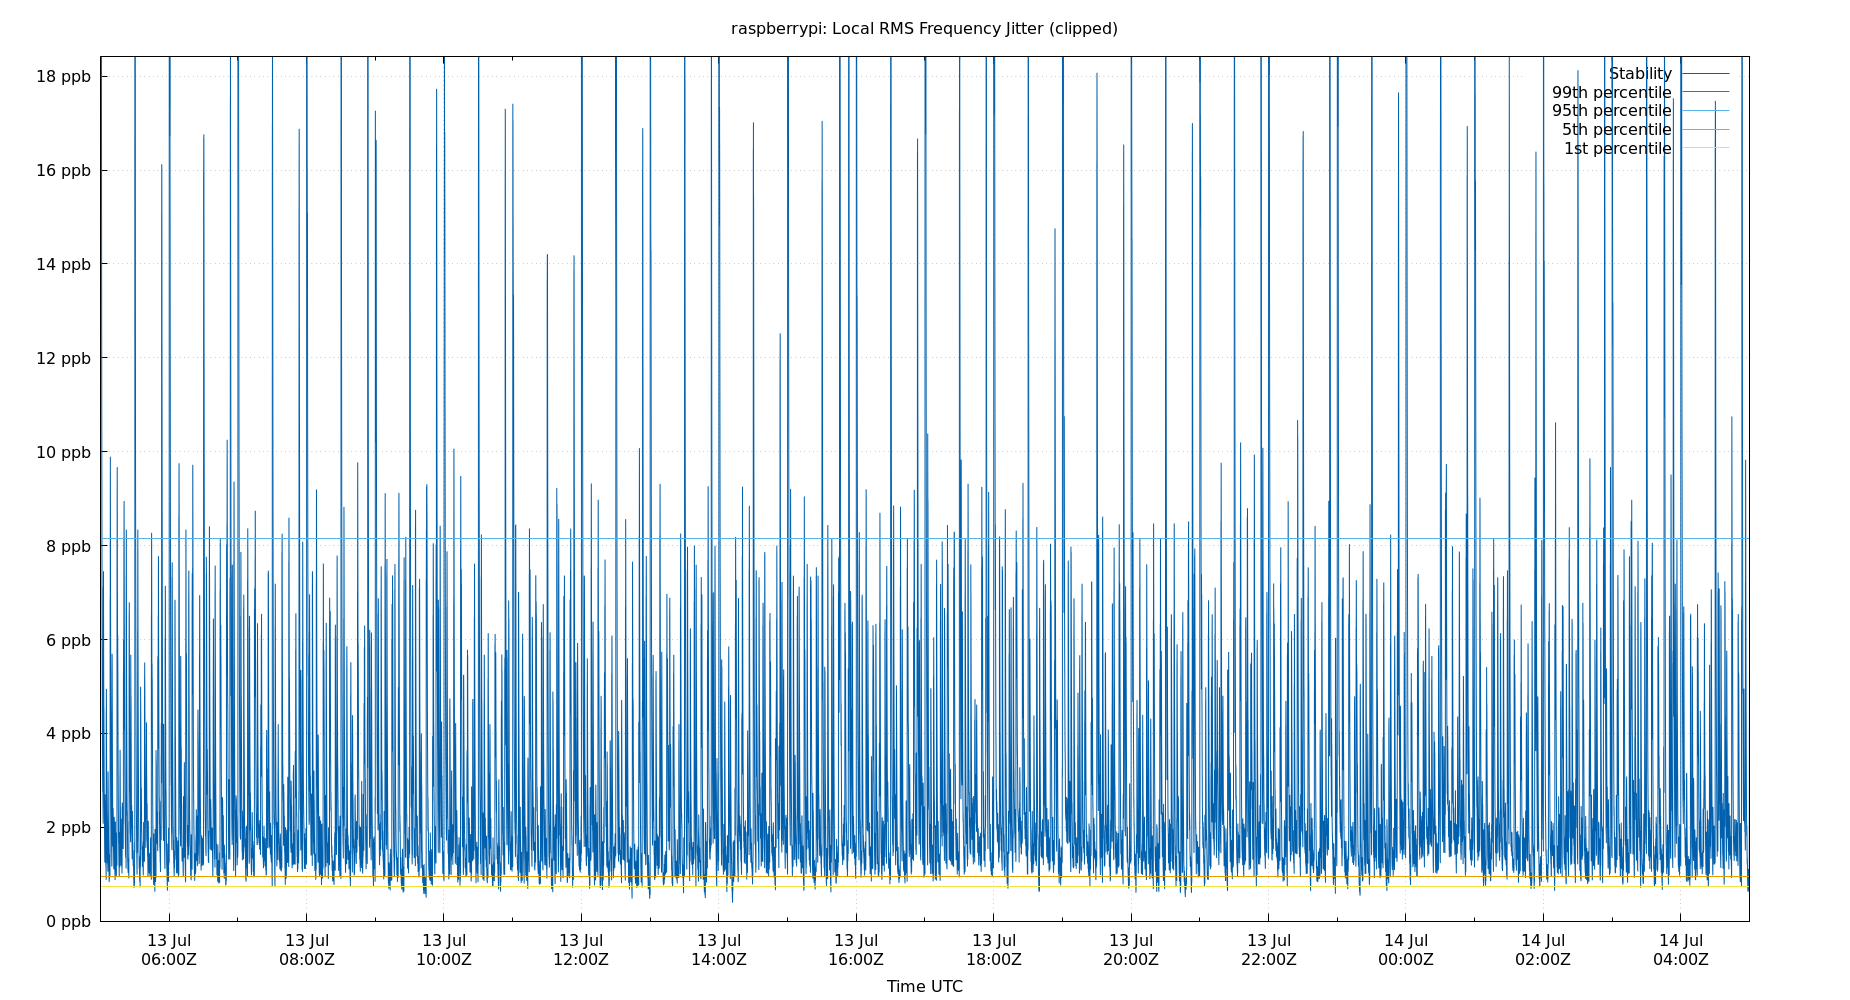 raspberrypi: Local RMS Frequency Jitter (clipped)
18 ppb
16 ppb
14 ppb
12 ppb
10 ppb
8 ppb
6 ppb
4 ppb
2 ppb
0 ppb
Stability
99th percentile
95th percentile
5th percentile
1st percentile
13 Jul 13 Jul 13 Jul 13 Jul 13 Jul 13 Jul 13 Jul 13 Jul 13 Jul 14 Jul 14 Jul 14 Jul
06:00Z 08:00Z 10:00Z 12:00Z 14:00Z 16:00Z 18:00Z 20:00Z 22:00Z 00:00Z 02:00Z 04:00Z
Time UTC